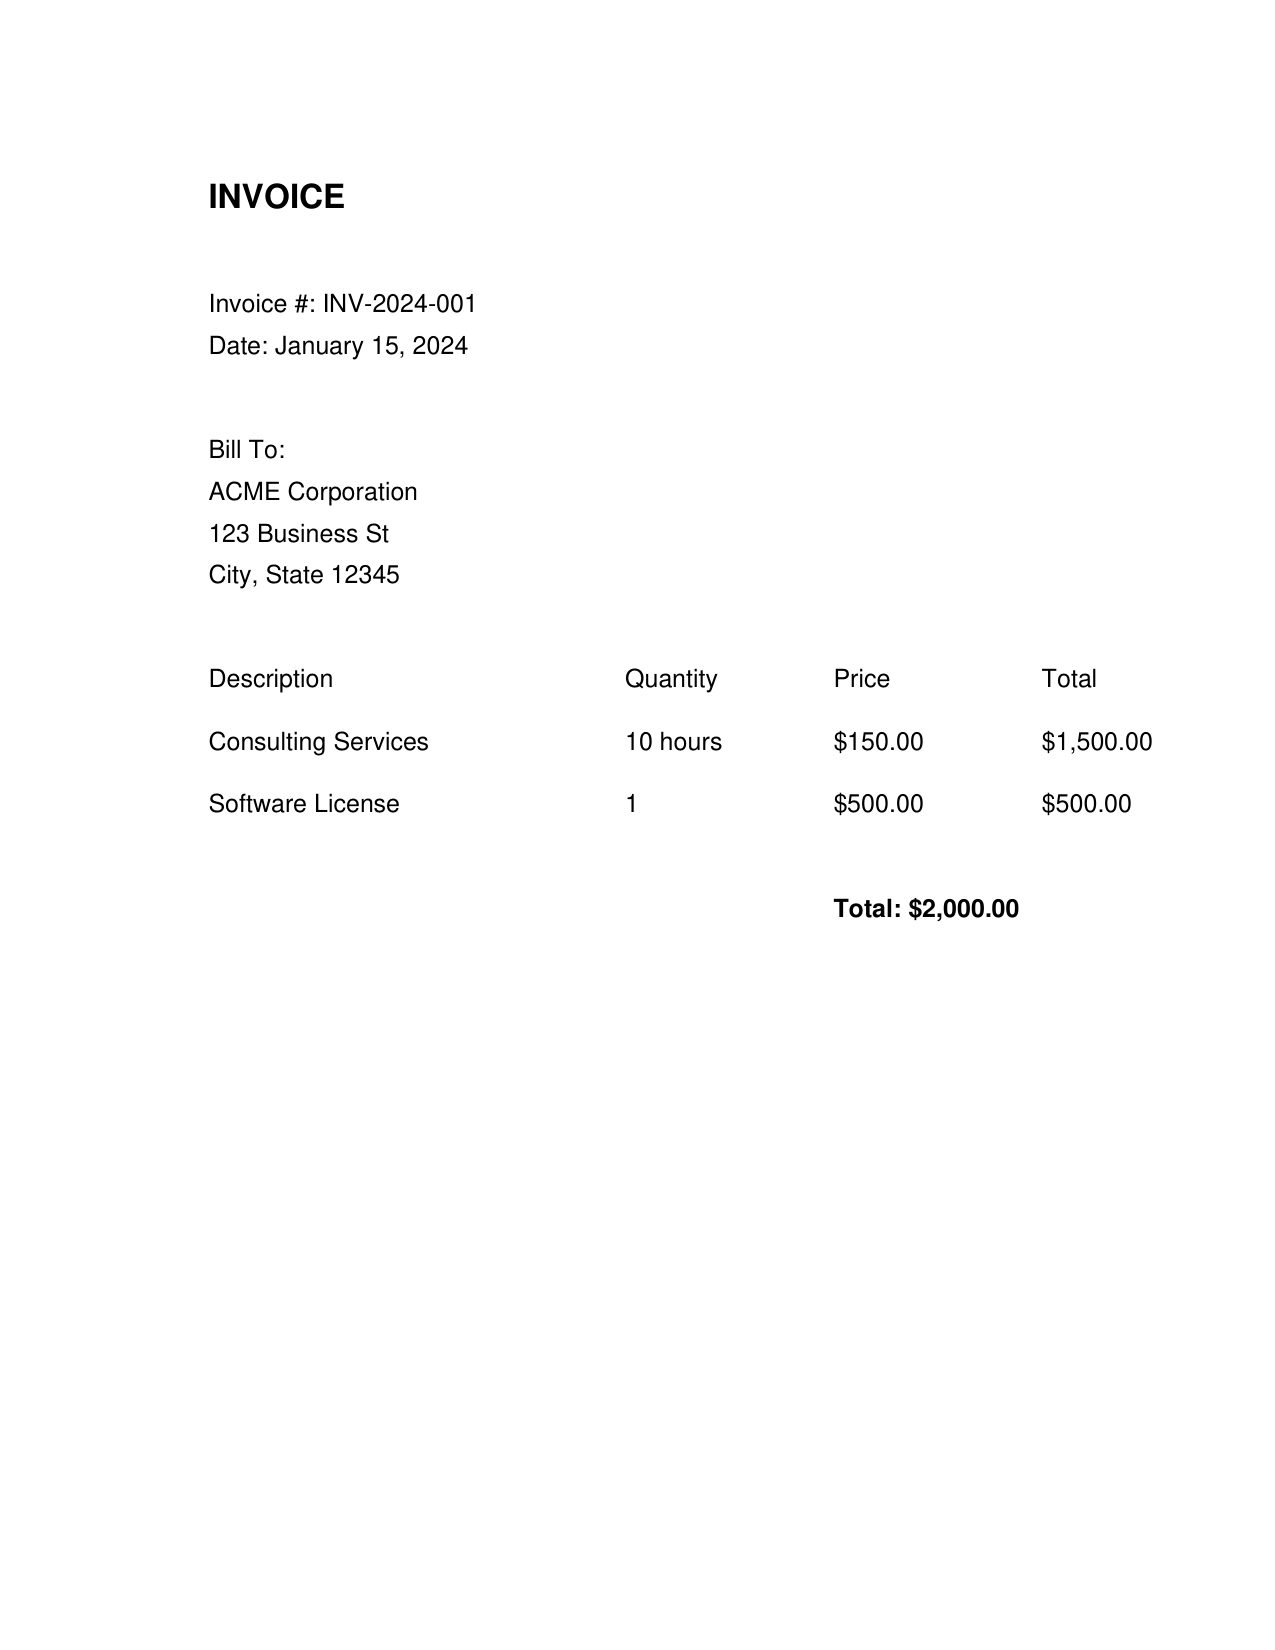 INVOICE
Invoice #: INV-2024-001
Date: January 15, 2024
Bill To:
ACME Corporation
123 Business St
City, State 12345
Description Quantity Price Total
Consulting Services 10 hours $150.00 $1,500.00
Software License 1 $500.00 $500.00
Total: $2,000.00